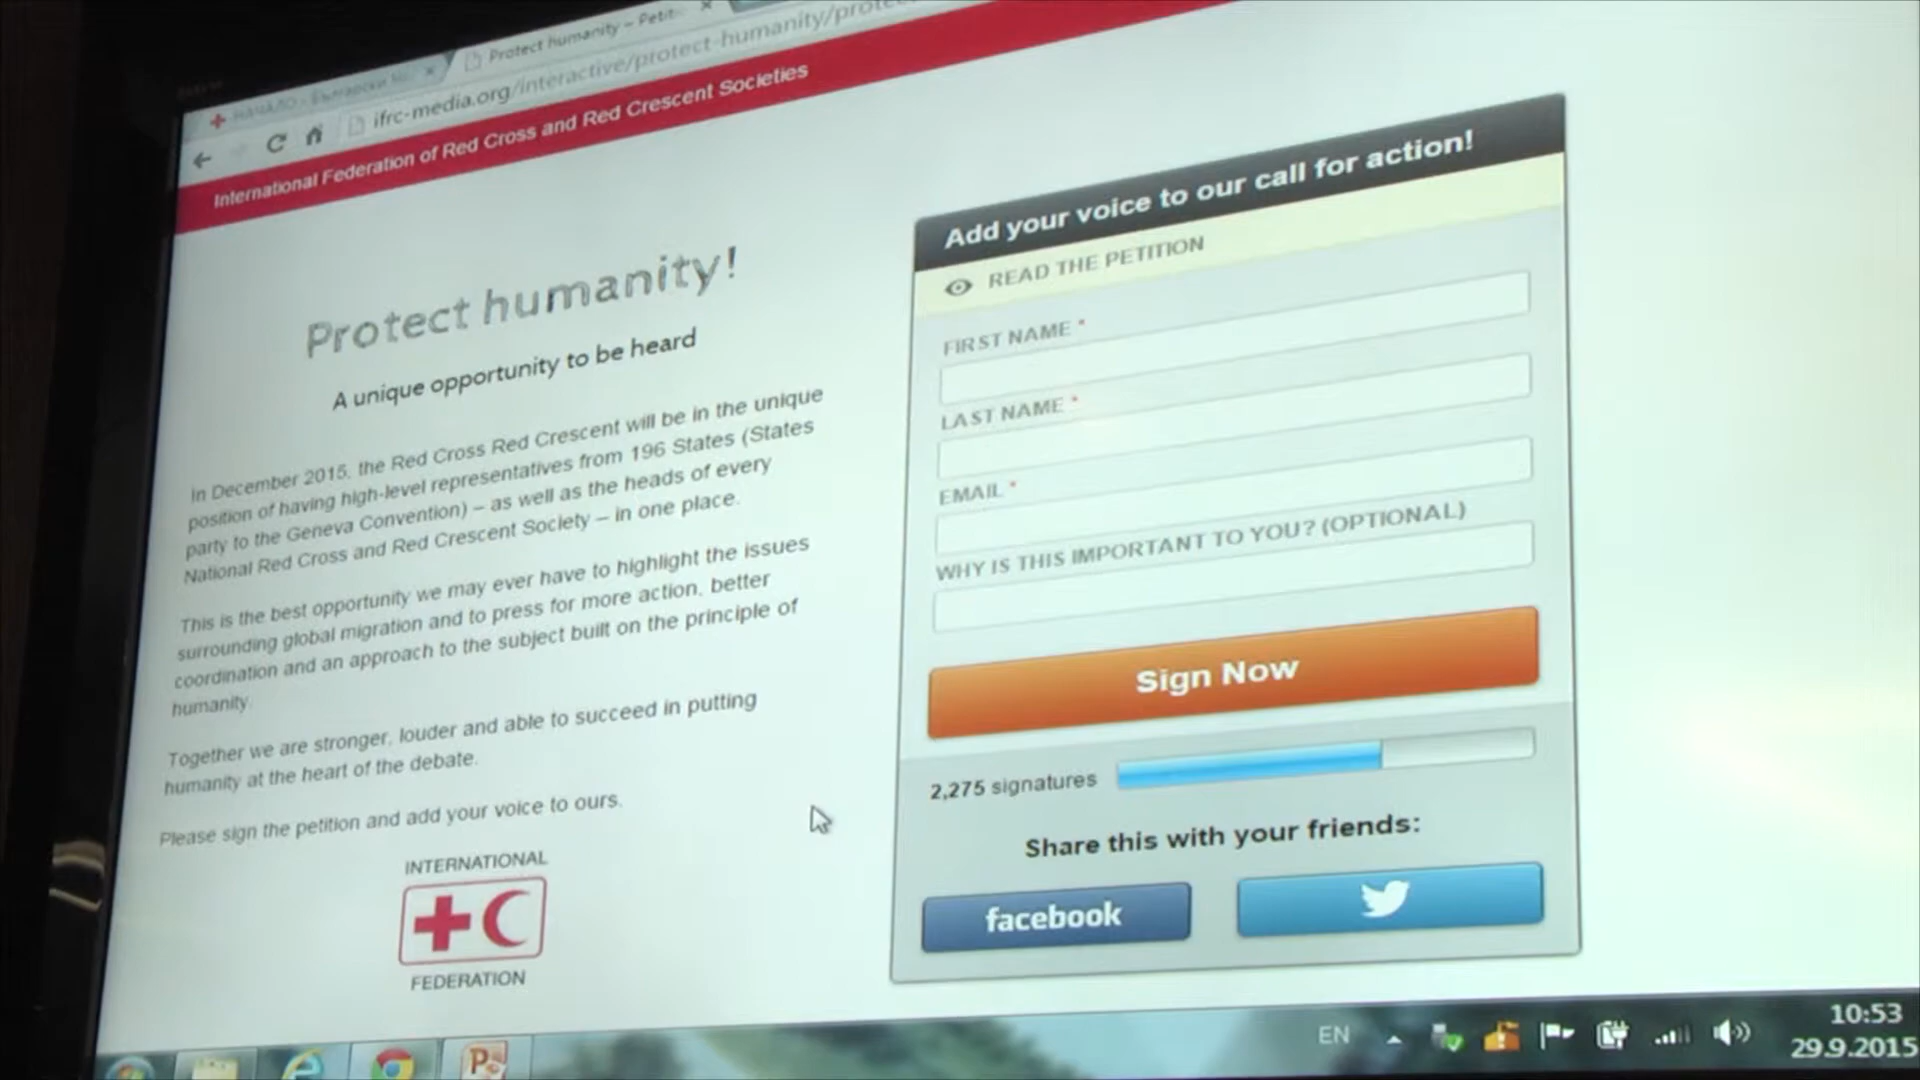 Protect humanity – Petit
ifrc-media.org/interactive/protect-humanity/prote
International Federation of Red Cross and Red Crescent Societies
Protect humanity!
A unique opportunity to be heard
In December 2015, the Red Cross Red Crescent will be in the unique
position of having high-level representatives from 196 States (States
party to the Geneva Convention) – as well as the heads of every
National Red Cross and Red Crescent Society – in one place.
This is the best opportunity we may ever have to highlight the issues
surrounding global migration and to press for more action, better
coordination and an approach to the subject built on the principle of
humanity.
Together we are stronger, louder and able to succeed in putting
humanity at the heart of the debate.
Please sign the petition and add your voice to ours.
INTERNATIONAL
FEDERATION
Add your voice to our call for action!
READ THE PETITION
FIRST NAME *
LAST NAME *
EMAIL *
WHY IS THIS IMPORTANT TO YOU? (OPTIONAL)
Sign Now
2,275 signatures
Share this with your friends:
facebook
EN
10:53
29.9.2015